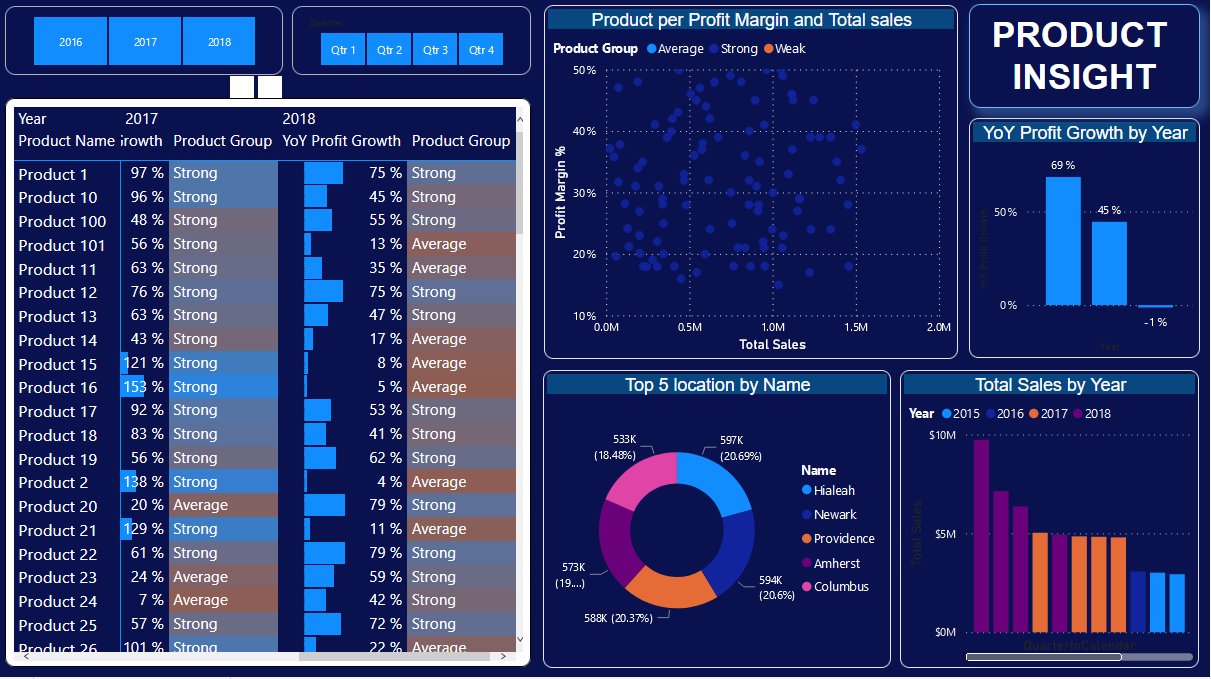 2016
2017
2018
Quarter
Qtr 1
Qtr 2
Qtr 3
Qtr 4
Year 2017 2018
Product Name Growth Product Group YoY Profit Growth Product Group
Product 1 97 % Strong 75 % Strong
Product 10 96 % Strong 45 % Strong
Product 100 48 % Strong 55 % Strong
Product 101 56 % Strong 13 % Average
Product 11 63 % Strong 35 % Average
Product 12 76 % Strong 75 % Strong
Product 13 63 % Strong 47 % Strong
Product 14 43 % Strong 17 % Average
Product 15 121 % Strong 8 % Average
Product 16 153 % Strong 5 % Average
Product 17 92 % Strong 53 % Strong
Product 18 83 % Strong 41 % Strong
Product 19 56 % Strong 62 % Strong
Product 2 138 % Strong 4 % Average
Product 20 20 % Average 79 % Strong
Product 21 129 % Strong 11 % Average
Product 22 61 % Strong 79 % Strong
Product 23 24 % Average 59 % Strong
Product 24 7 % Average 42 % Strong
Product 25 57 % Strong 72 % Strong
Product 26 101 % Strong 22 % Average
Product per Profit Margin and Total sales
Product Group Average Strong Weak
Profit Margin %
50 %
40 %
30 %
20 %
10 %
0.0M 0.5M 1.0M 1.5M 2.0M
Total Sales
PRODUCT
INSIGHT
YoY Profit Growth by Year
YoY Profit Growth
50 %
0 %
69 %
45 %
-1 %
Year
Top 5 location by Name
533K
(18.48%)
597K
(20.69%)
573K
(19....)
594K
(20.6%)
588K (20.37%)
Name
Hialeah
Newark
Providence
Amherst
Columbus
Total Sales by Year
Year 2015 2016 2017 2018
Total Sales
$10M
$5M
$0M
QuarterInCalendar